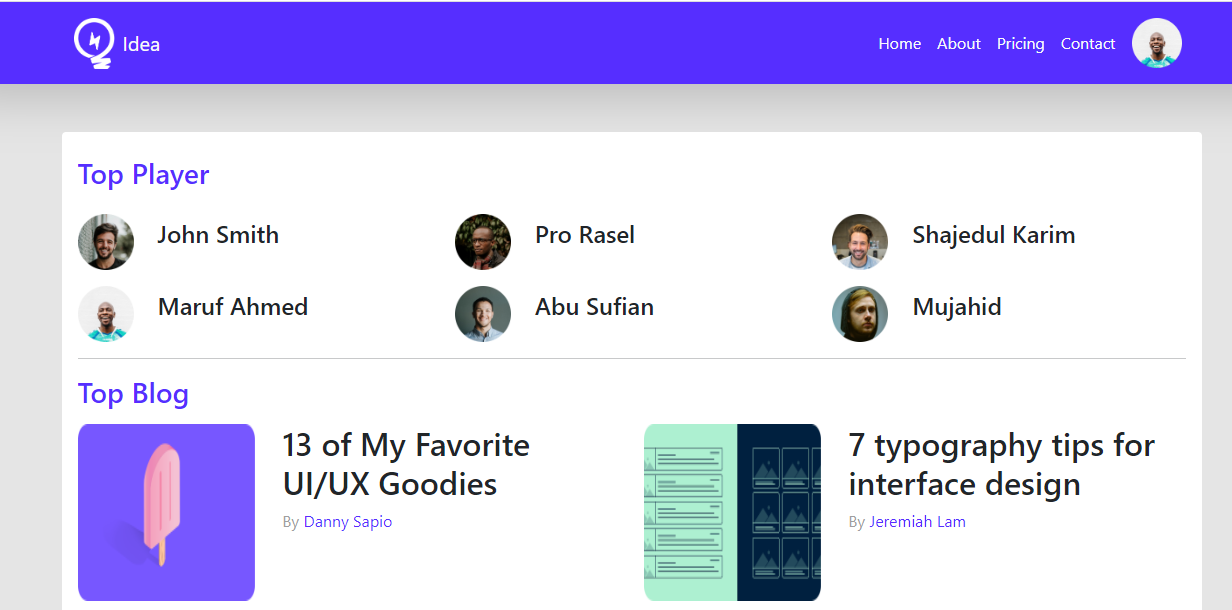 Idea
Home About Pricing Contact
Top Player
John Smith
Pro Rasel
Shajedul Karim
Maruf Ahmed
Abu Sufian
Mujahid
Top Blog
13 of My Favorite
UI/UX Goodies
By Danny Sapio
7 typography tips for
interface design
By Jeremiah Lam